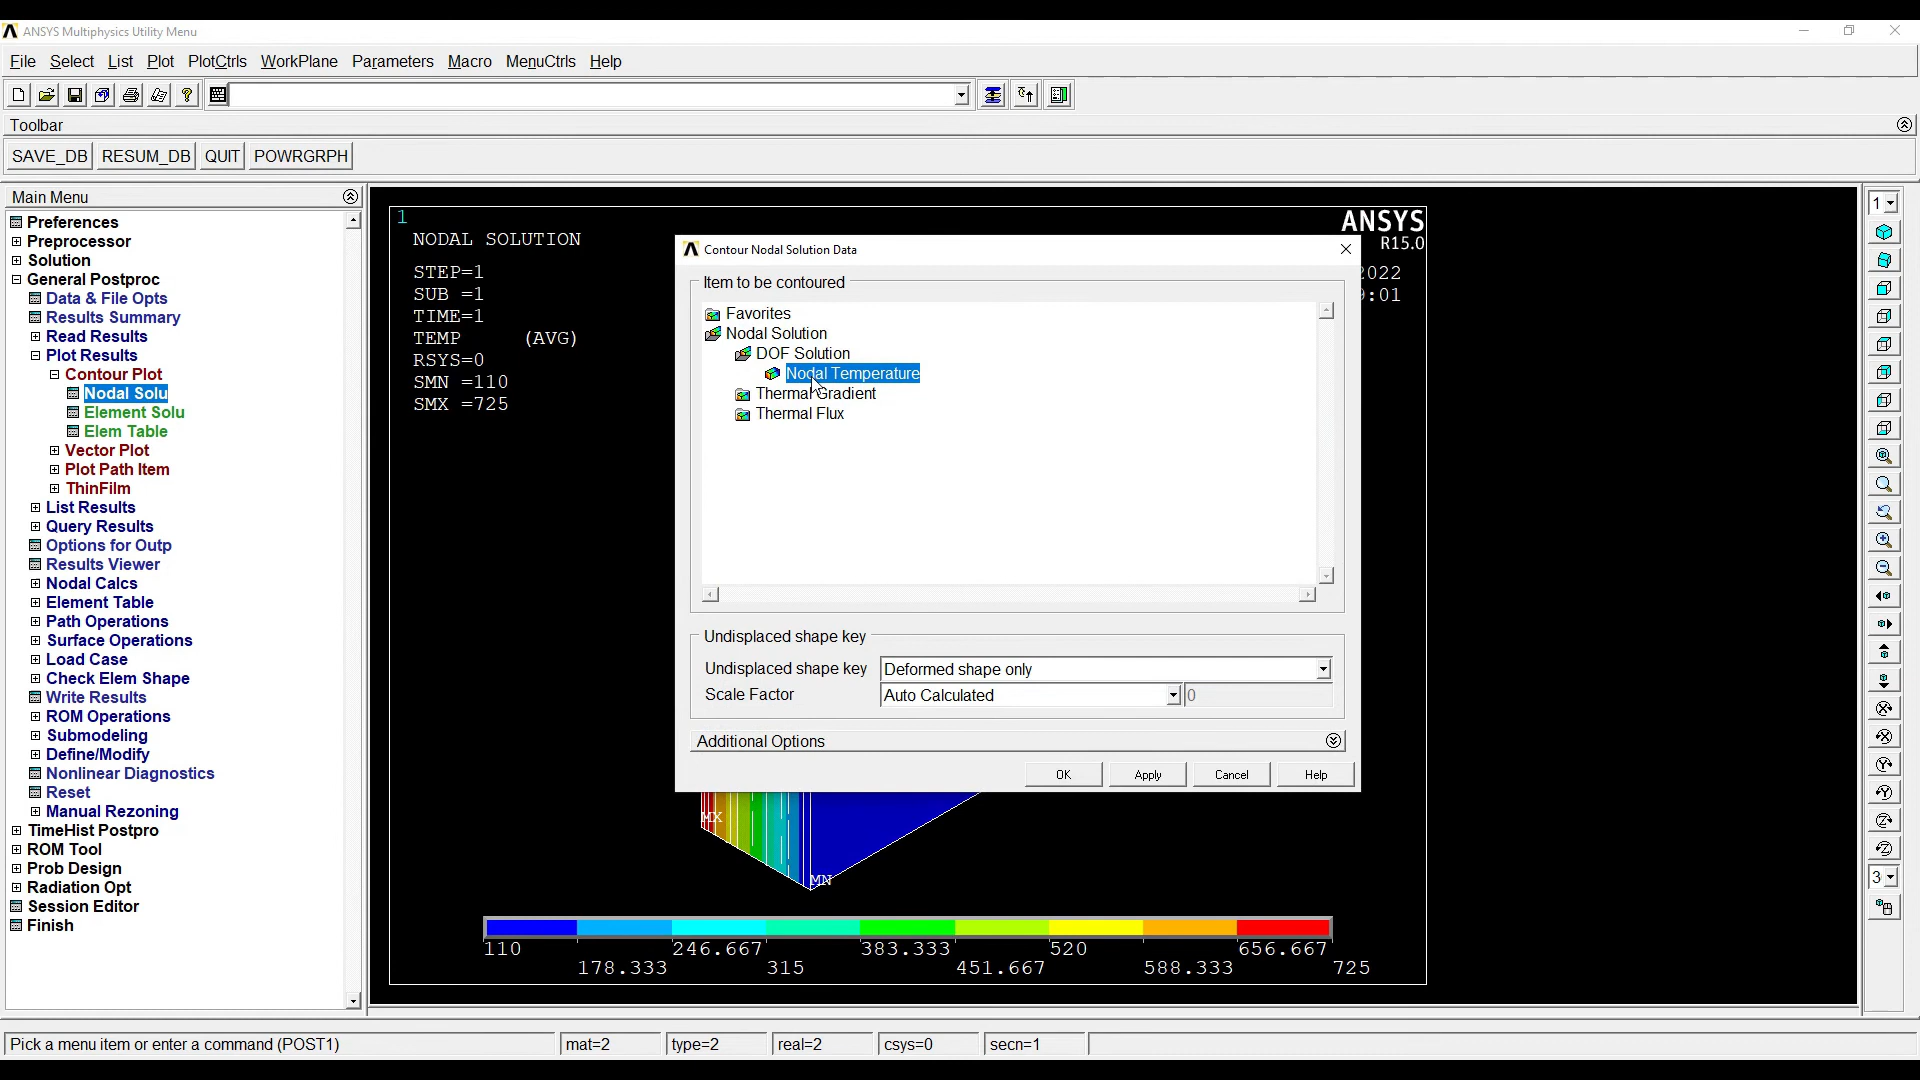 ANSYS Multiphysics Utility Menu
File Select List Plot PlotCtrls WorkPlane Parameters Macro MenuCtrls Help
Toolbar
SAVE_DB RESUM_DB QUIT POWRGRPH
Main Menu
Preferences
Preprocessor
Solution
General Postproc
Data & File Opts
Results Summary
Read Results
Plot Results
Contour Plot
Nodal Solu
Element Solu
Elem Table
Vector Plot
Plot Path Item
ThinFilm
List Results
Query Results
Options for Outp
Results Viewer
Nodal Calcs
Element Table
Path Operations
Surface Operations
Load Case
Check Elem Shape
Write Results
ROM Operations
Submodeling
Define/Modify
Nonlinear Diagnostics
Reset
Manual Rezoning
TimeHist Postpro
ROM Tool
Prob Design
Radiation Opt
Session Editor
Finish
1
NODAL SOLUTION
STEP=1
SUB =1
TIME=1
TEMP (AVG)
RSYS=0
SMN =110
SMX =725
ANSYS
R15.0
2022
9:01
Contour Nodal Solution Data
Item to be contoured
Favorites
Nodal Solution
DOF Solution
Nodal Temperature
Thermal Gradient
Thermal Flux
Undisplaced shape key
Undisplaced shape key Deformed shape only
Scale Factor Auto Calculated 0
Additional Options
OK Apply Cancel Help
MX
MN
110 246.667 383.333 520 656.667
178.333 315 451.667 588.333 725
1
3
Pick a menu item or enter a command (POST1) mat=2 type=2 real=2 csys=0 secn=1